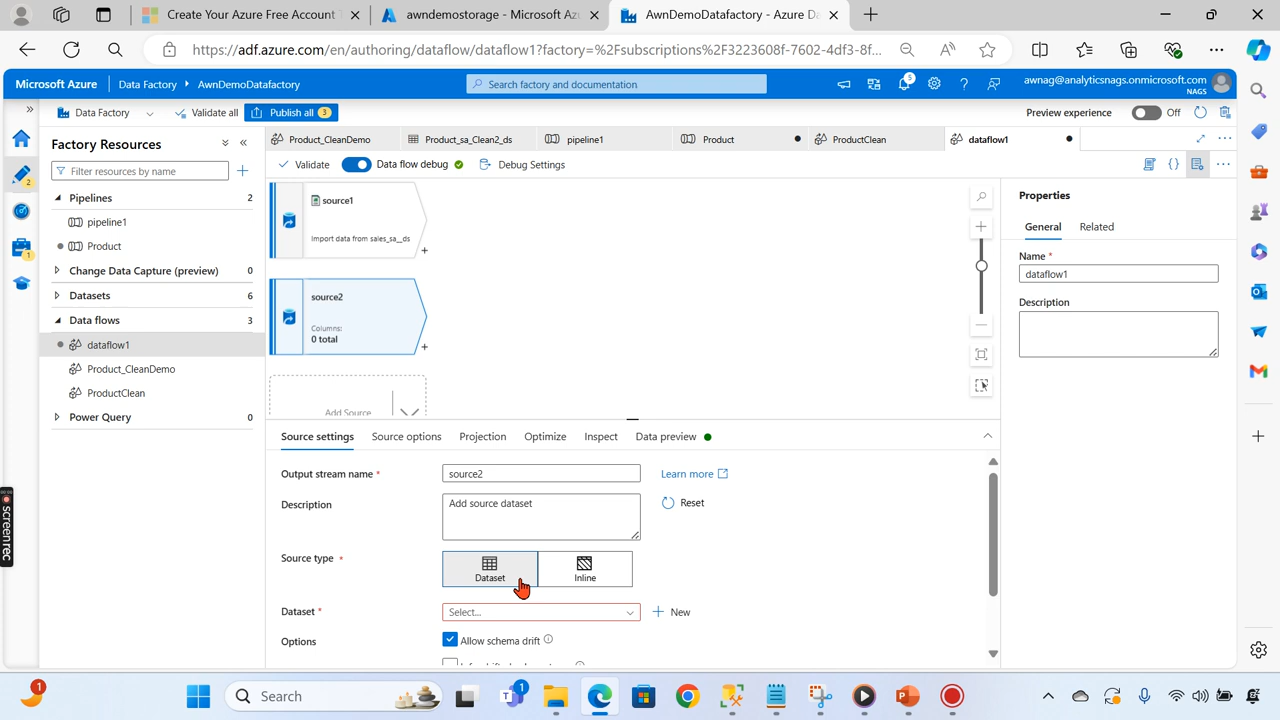 Create Your Azure Free Account T
awndemostorage - Microsoft Az
AwnDemoDatafactory - Azure Da
https://adf.azure.com/en/authoring/dataflow/dataflow1?factory=%2Fsubscriptions%2F3223608f-7602-4df3-8f...
Microsoft Azure
Data Factory
AwnDemoDatafactory
Search factory and documentation
5
awnag@analyticsnags.onmicrosoft.com
NAGS
Data Factory
Validate all
Publish all
3
Preview experience
Off
Factory Resources
Product_CleanDemo
Product_sa_Clean2_ds
pipeline1
Product
ProductClean
dataflow1
Filter resources by name
2
1
Validate
Data flow debug
Debug Settings
Pipelines
2
pipeline1
Product
Change Data Capture (preview)
0
Datasets
6
Data flows
3
dataflow1
Product_CleanDemo
ProductClean
Power Query
0
source1
Import data from sales_sa__ds
+
source2
Columns:
0 total
+
Add Source
Properties
General
Related
Name *
dataflow1
Description
Source settings
Source options
Projection
Optimize
Inspect
Data preview
Output stream name *
source2
Learn more
Description
Add source dataset
Reset
Source type *
Dataset
Inline
Dataset *
Select...
New
Options
Allow schema drift
screenrec
1
Search
1